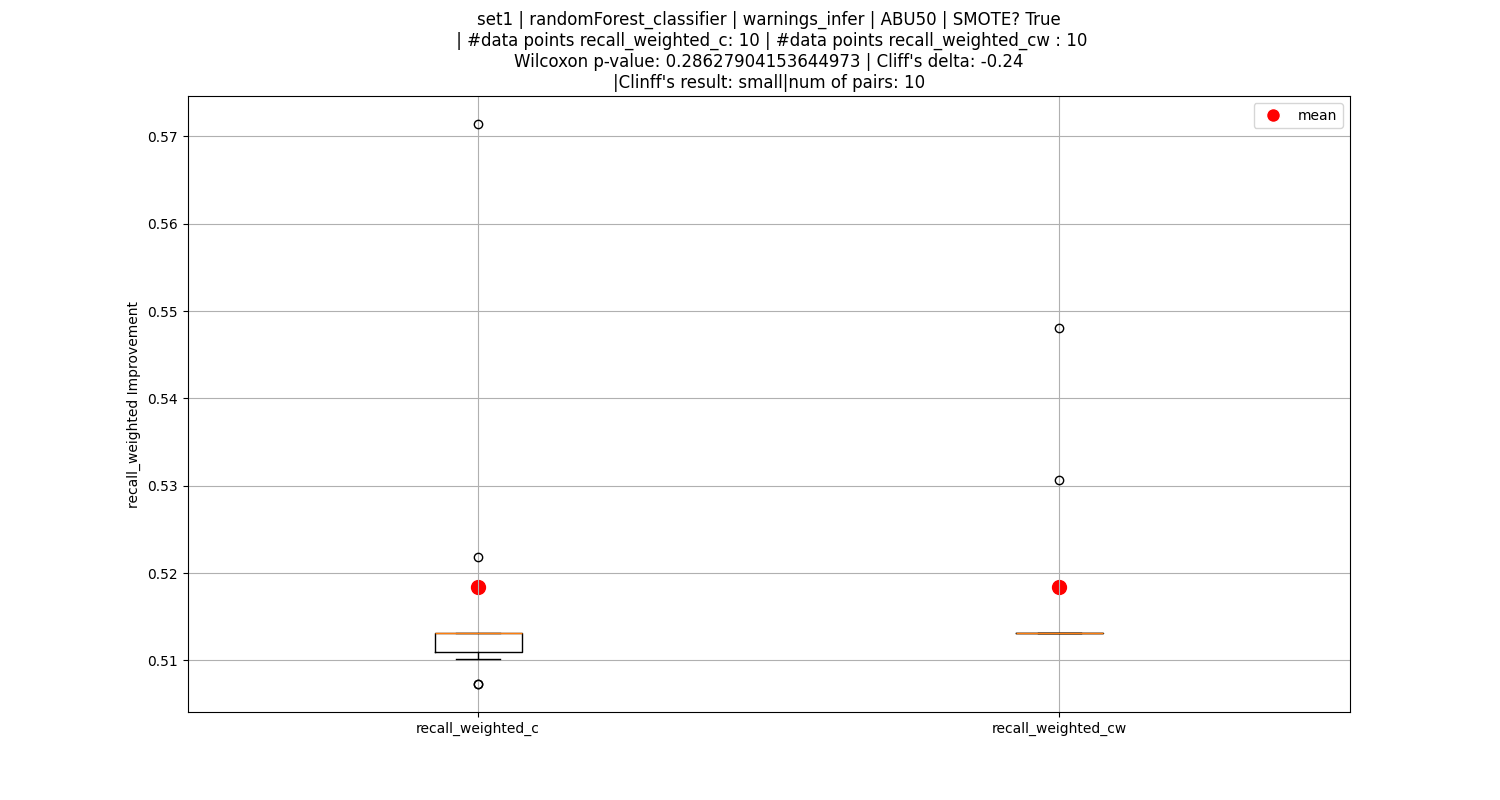 set1 | randomForest_classifier | warnings_infer | ABU50 | SMOTE? True
| #data points recall_weighted_c: 10 | #data points recall_weighted_cw : 10
Wilcoxon p-value: 0.28627904153644973 | Cliff's delta: -0.24
|Clinff's result: small|num of pairs: 10
mean
0.57
0.56
0.55
0.54
0.53
0.52
0.51
recall_weighted Improvement
recall_weighted_c
recall_weighted_cw